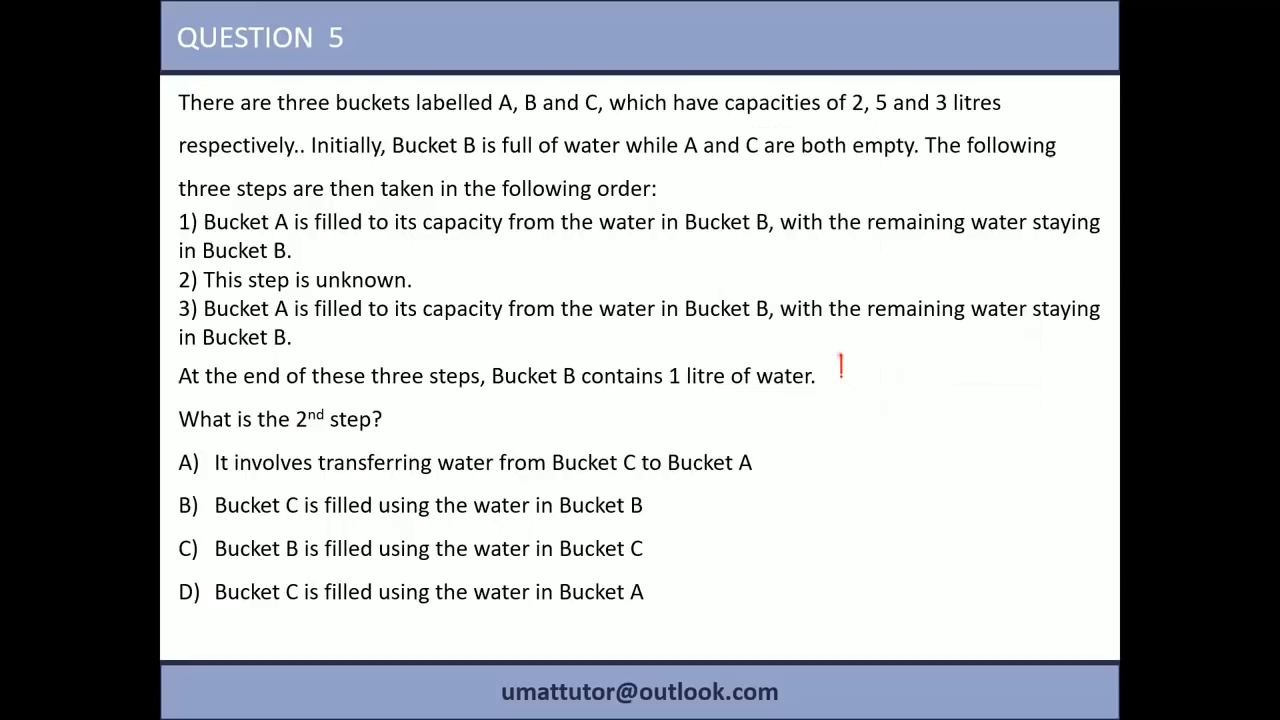 QUESTION 5
There are three buckets labelled A, B and C, which have capacities of 2, 5 and 3 litres
respectively.. Initially, Bucket B is full of water while A and C are both empty. The following
three steps are then taken in the following order:
1) Bucket A is filled to its capacity from the water in Bucket B, with the remaining water staying
in Bucket B.
2) This step is unknown.
3) Bucket A is filled to its capacity from the water in Bucket B, with the remaining water staying
in Bucket B.
At the end of these three steps, Bucket B contains 1 litre of water.
What is the 2nd step?
A) It involves transferring water from Bucket C to Bucket A
B) Bucket C is filled using the water in Bucket B
C) Bucket B is filled using the water in Bucket C
D) Bucket C is filled using the water in Bucket A
umattutor@outlook.com